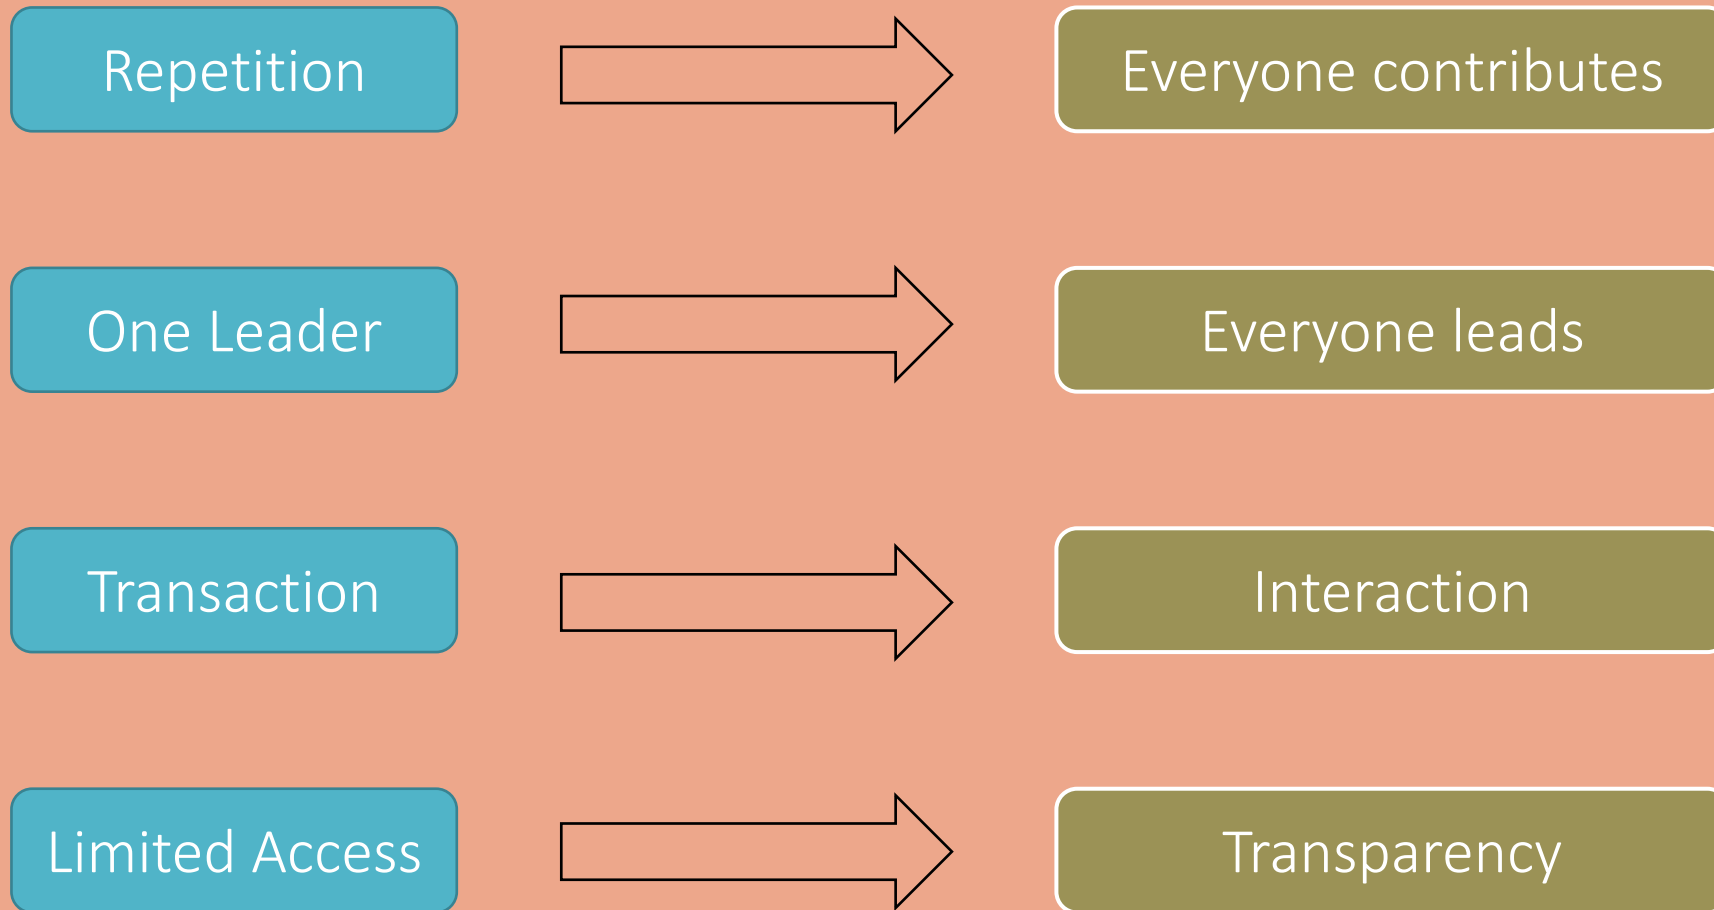 Repetition
Everyone contributes
One Leader
Everyone leads
Transaction
Interaction
Limited Access
Transparency